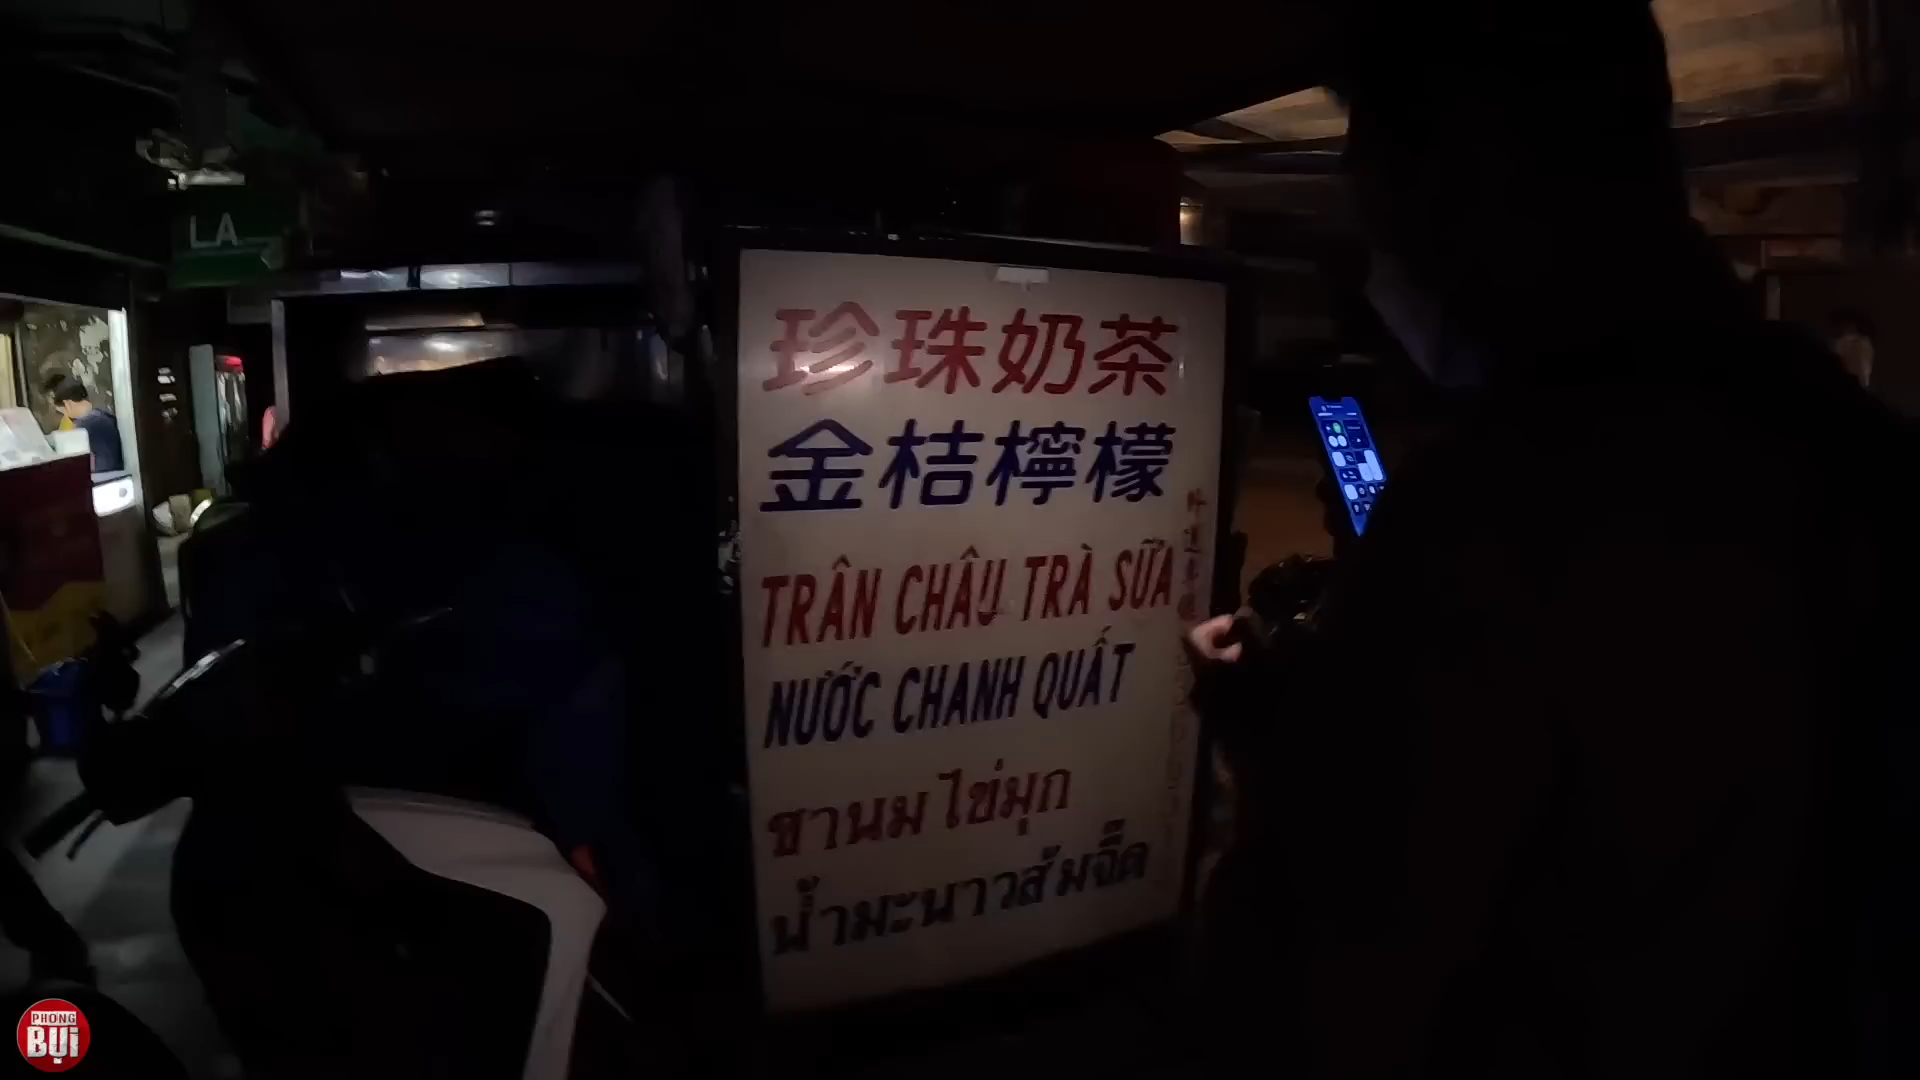 LA
珍珠奶茶
金桔檸檬
TRÂN CHÂU TRÀ SỮA
NƯỚC CHANH QUẤT
ชานม ไข่มุก
น้ำมะนาวส้มจี๊ด
PHONG
BỤI